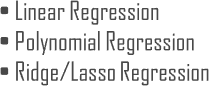 • Linear Regression
• Polynomial Regression
• Ridge/Lasso Regression